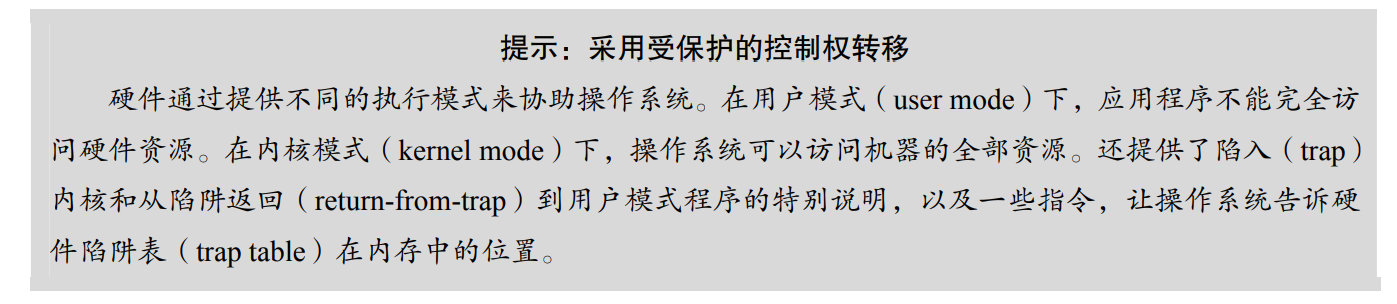 提示：采用受保护的控制权转移
硬件通过提供不同的执行模式来协助操作系统。在用户模式（user mode）下，应用程序不能完全访
问硬件资源。在内核模式（kernel mode）下，操作系统可以访问机器的全部资源。还提供了陷入（trap）
内核和从陷阱返回（return-from-trap）到用户模式程序的特别说明，以及一些指令，让操作系统告诉硬
件陷阱表（trap table）在内存中的位置。